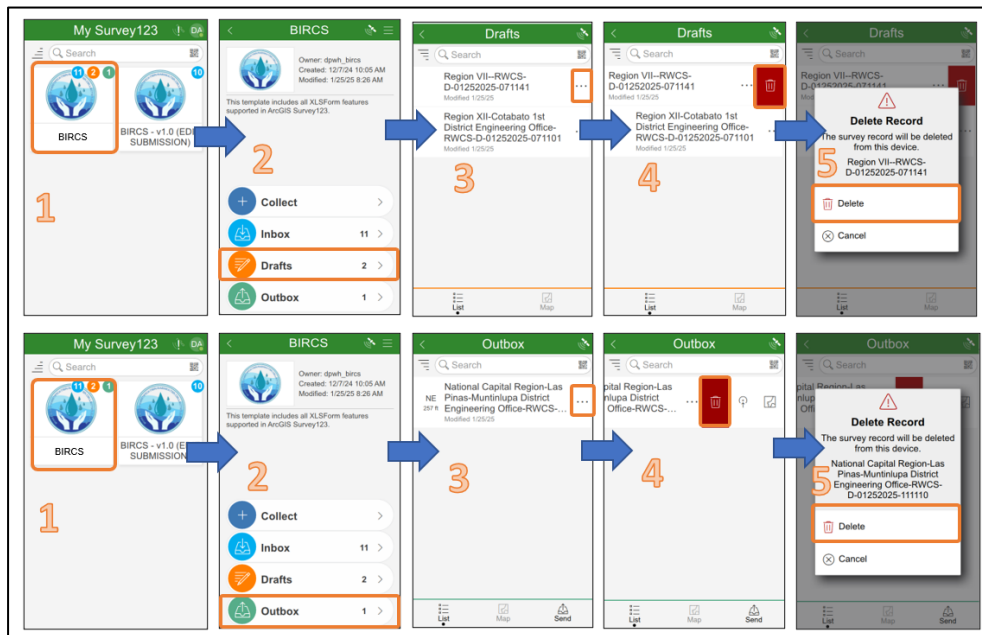 My Survey123
DA
Search
11 2 1
10
BIRCS
BIRCS - v1.0 (EDI
SUBMISSION)
1
BIRCS
Owner: dpwh_bircs
Created: 12/7/24 10:05 AM
Modified: 1/25/25 8:26 AM
This template includes all XLSForm features
supported in ArcGIS Survey123.
2
Collect
Inbox 11
Drafts 2
Outbox 1
Drafts
Search
Region VII--RWCS-
D-01252025-071141
Modified 1/25/25
Region XII-Cotabato 1st
District Engineering Office-
RWCS-D-01252025-071101
Modified 1/25/25
3
List Map
Drafts
Search
Region VII--RWCS-
D-01252025-071141
Modified 1/25/25
Region XII-Cotabato 1st
District Engineering Office-
RWCS-D-01252025-071101
Modified 1/25/25
4
List Map
Drafts
Search
Delete Record
The survey record will be deleted
from this device.
Region VII--RWCS-
D-01252025-071141
5
Delete
Cancel
List Map
My Survey123
DA
Search
11 2 1
10
BIRCS
BIRCS - v1.0 (E
SUBMISSION
1
BIRCS
Owner: dpwh_bircs
Created: 12/7/24 10:05 AM
Modified: 1/25/25 8:26 AM
This template includes all XLSForm features
supported in ArcGIS Survey123.
2
Collect
Inbox 11
Drafts 2
Outbox 1
Outbox
Search
National Capital Region-Las
NE Pinas-Muntinlupa District
257 ft Engineering Office-RWCS-...
Modified 1/25/25
3
List Map Send
Outbox
Search
pital Region-Las
nlupa District
Office-RWCS-...
4
List Map Send
Outbox
Search
Delete Record
The survey record will be deleted
from this device.
National Capital Region-Las
Pinas-Muntinlupa District
Engineering Office-RWCS-
D-01252025-111110
5
Delete
Cancel
List Map Send